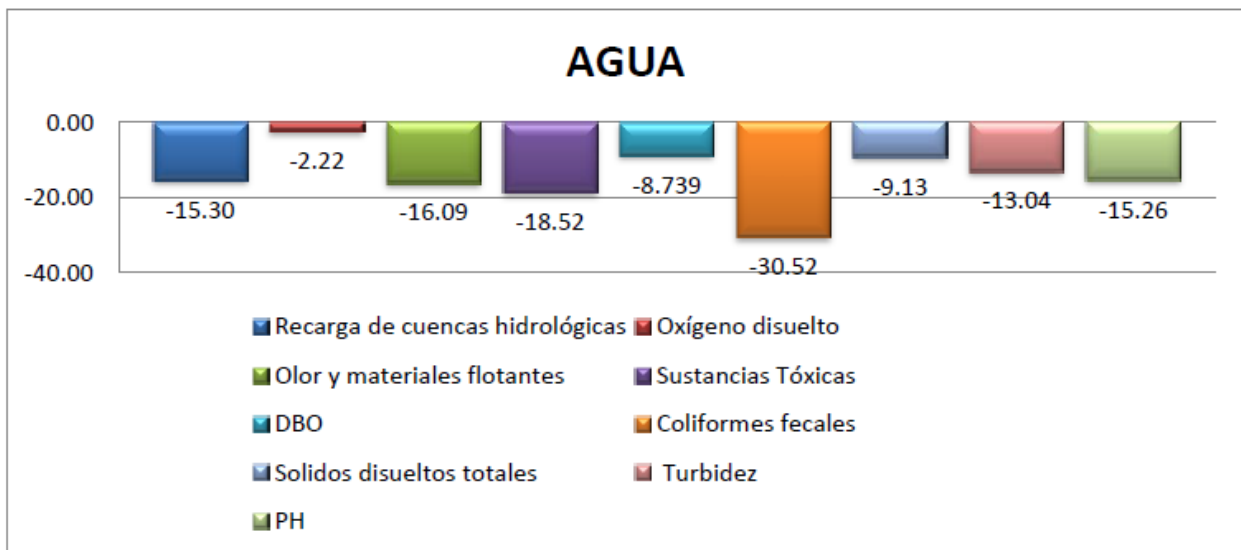 AGUA
0.00
-20.00
-40.00
-15.30
-2.22
-16.09
-18.52
-8.739
-30.52
-9.13
-13.04
-15.26
Recarga de cuencas hidrológicas
Oxígeno disuelto
Olor y materiales flotantes
Sustancias Tóxicas
DBO
Coliformes fecales
Solidos disueltos totales
Turbidez
PH